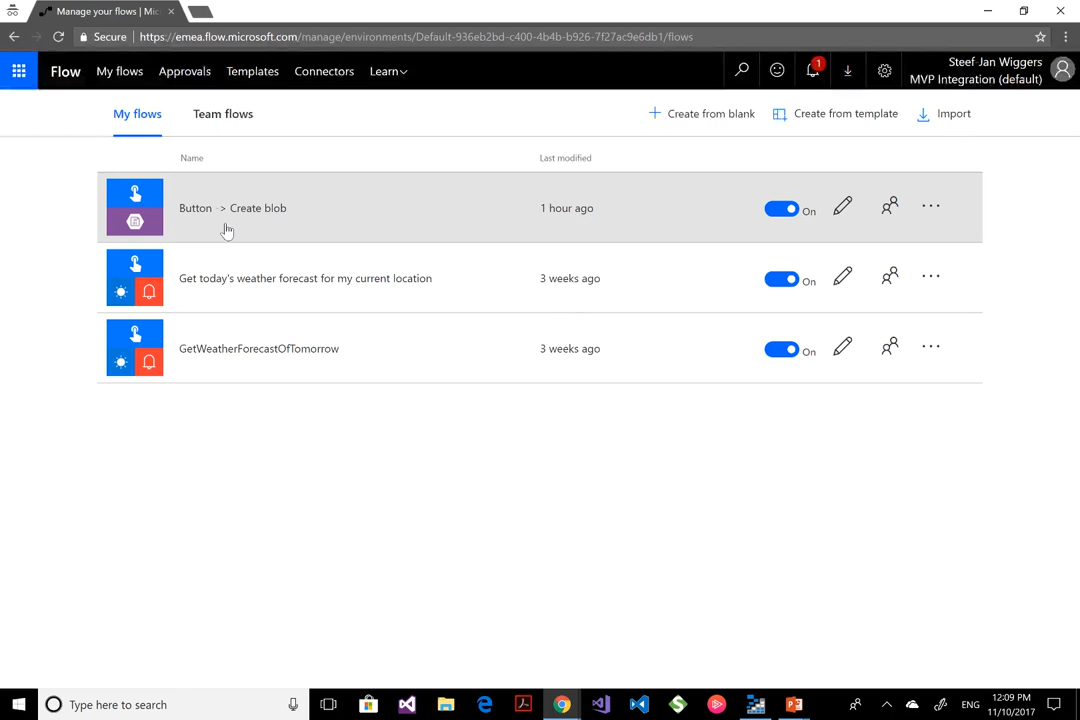 Manage your flows | Mic
Secure
https://emea.flow.microsoft.com/manage/environments/Default-936eb2bd-c400-4b4b-b926-7f27ac9e6db1/flows
Flow My flows Approvals Templates Connectors Learn
1
Steef-Jan Wiggers
MVP Integration (default)
My flows Team flows
Create from blank Create from template Import
Name Last modified
Button -> Create blob 1 hour ago On ...
Get today's weather forecast for my current location 3 weeks ago On ...
GetWeatherForecastOfTomorrow 3 weeks ago On ...
Type here to search
ENG
12:09 PM
11/10/2017